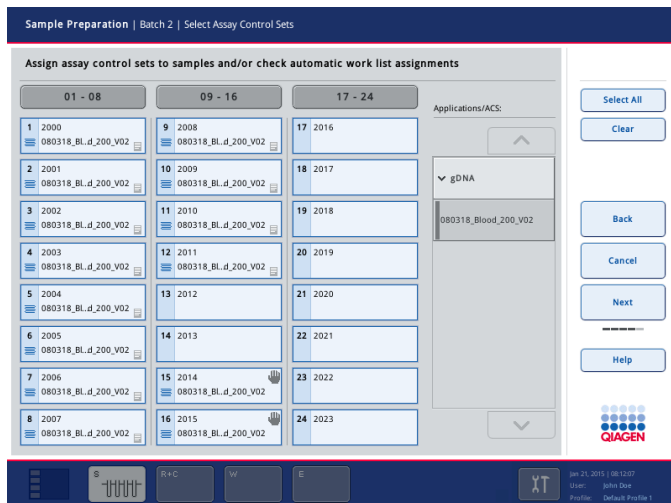 Sample Preparation | Batch 2 | Select Assay Control Sets
Assign assay control sets to samples and/or check automatic work list assignments
01 - 08
09 - 16
17 - 24
Applications/ACS:
1 2000
080318_Bl..d_200_V02
2 2001
080318_Bl..d_200_V02
3 2002
080318_Bl..d_200_V02
4 2003
080318_Bl..d_200_V02
5 2004
080318_Bl..d_200_V02
6 2005
080318_Bl..d_200_V02
7 2006
080318_Bl..d_200_V02
8 2007
080318_Bl..d_200_V02
9 2008
080318_Bl..d_200_V02
10 2009
080318_Bl..d_200_V02
11 2010
080318_Bl..d_200_V02
12 2011
080318_Bl..d_200_V02
13 2012
14 2013
15 2014
080318_Bl..d_200_V02
16 2015
080318_Bl..d_200_V02
17 2016
18 2017
19 2018
20 2019
21 2020
22 2021
23 2022
24 2023
gDNA
080318_Blood_200_V02
Select All
Clear
Back
Cancel
Next
Help
QIAGEN
S
R+C
W
E
Jan 21, 2015 | 08:12:07
User: John Doe
Profile: Default Profile 1